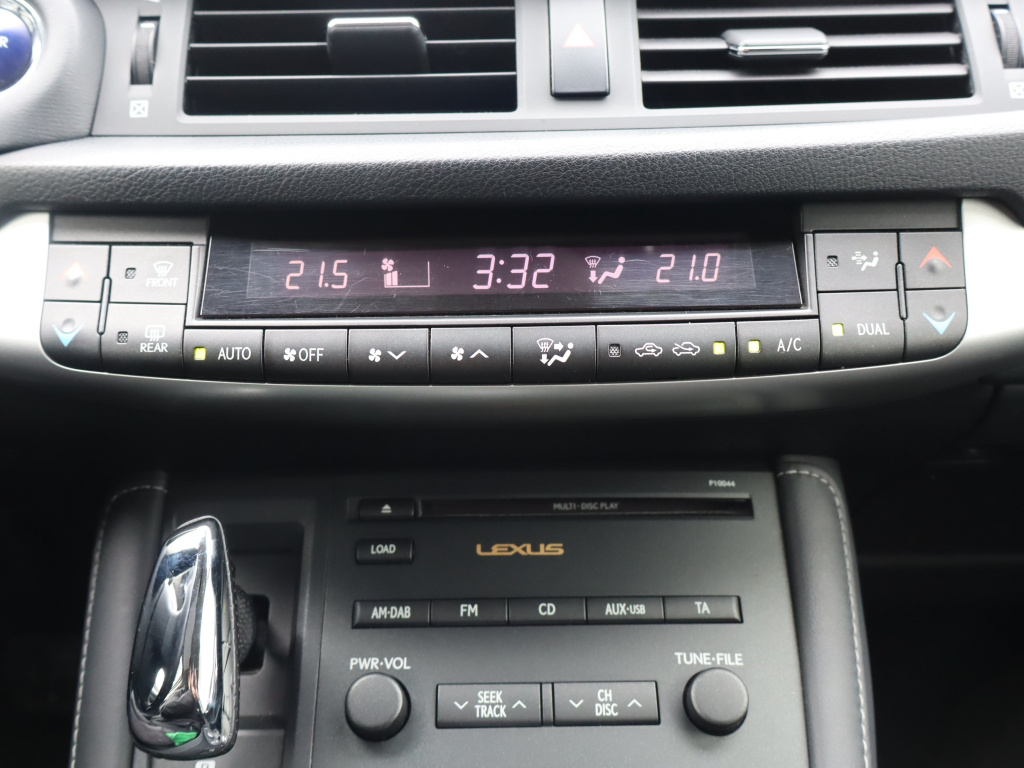 21.5 3:32 21.0
FRONT
REAR
AUTO OFF A/C DUAL
P10044
MULTI-DISC PLAY
LOAD
LEXUS
AM·DAB FM CD AUX·USB TA
PWR·VOL TUNE·FILE
SEEK TRACK
CH DISC